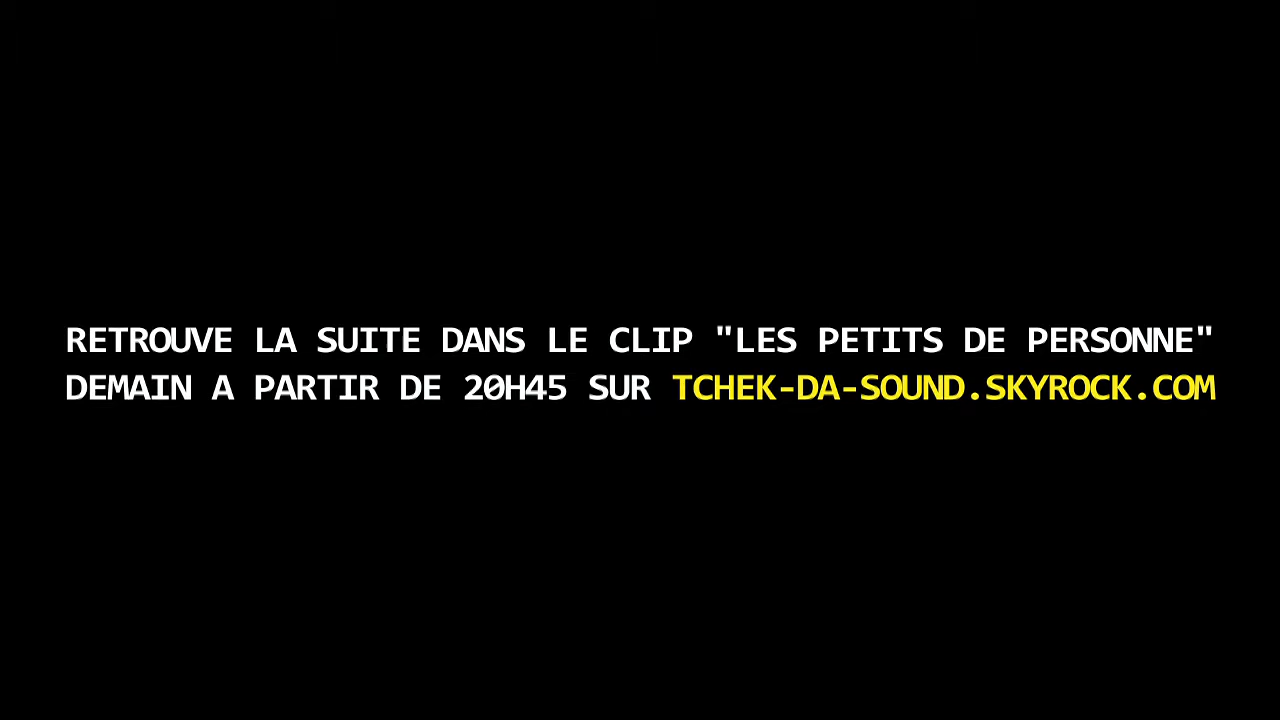 RETROUVE LA SUITE DANS LE CLIP "LES PETITS DE PERSONNE"
DEMAIN A PARTIR DE 20H45 SUR TCHEK-DA-SOUND.SKYROCK.COM